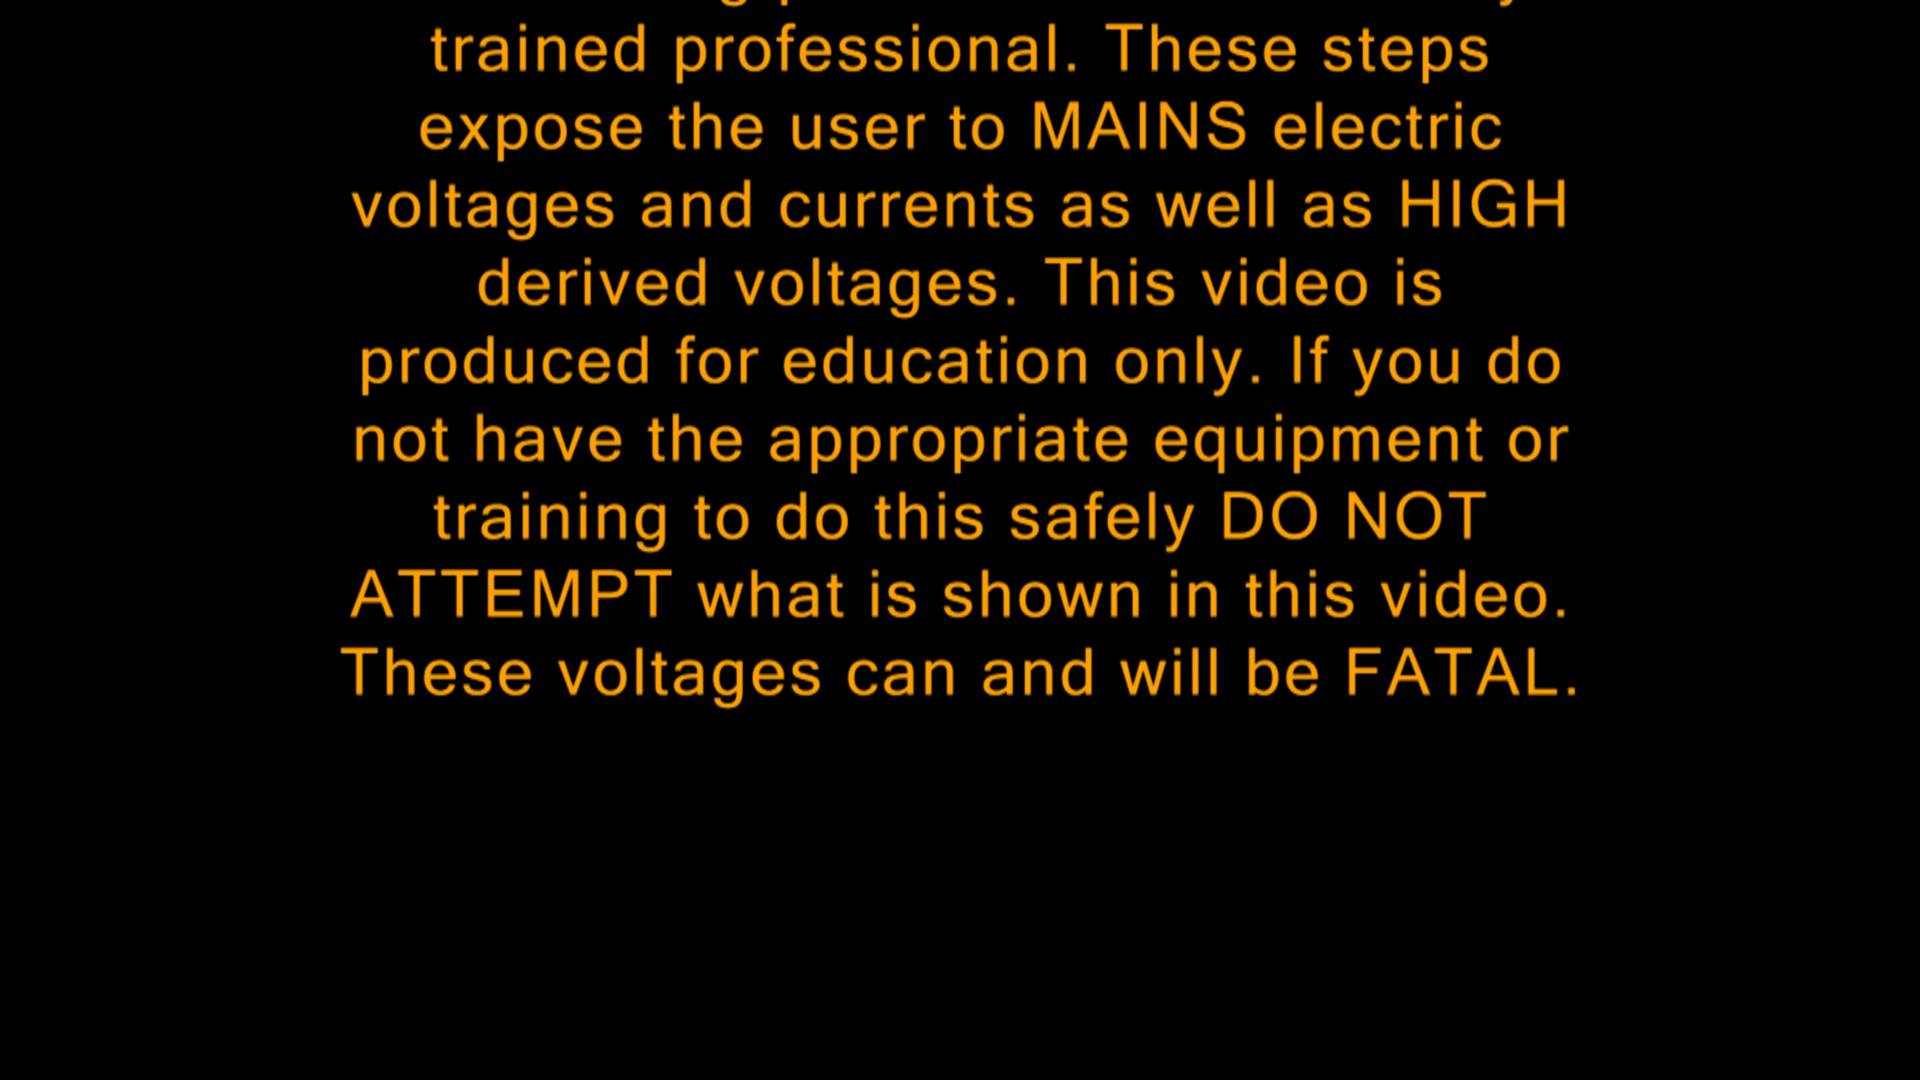 trained professional. These steps
expose the user to MAINS electric
voltages and currents as well as HIGH
derived voltages. This video is
produced for education only. If you do
not have the appropriate equipment or
training to do this safely DO NOT
ATTEMPT what is shown in this video.
These voltages can and will be FATAL.